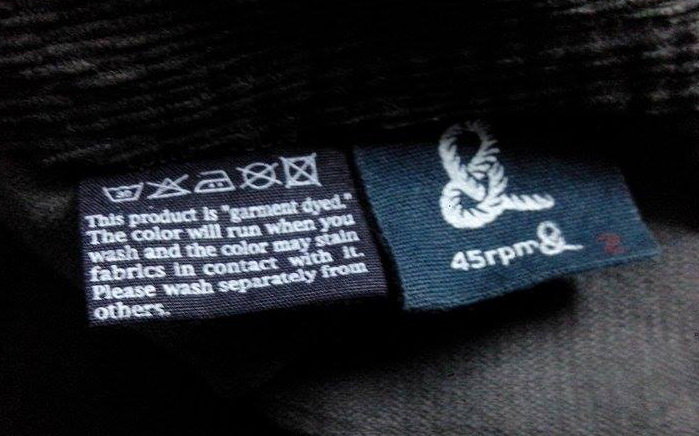 This product is "garment dyed."
The Color will run when you
wash and the color may stain
fabrics in contact with it.
Please wash separately from
others.
45rpm&